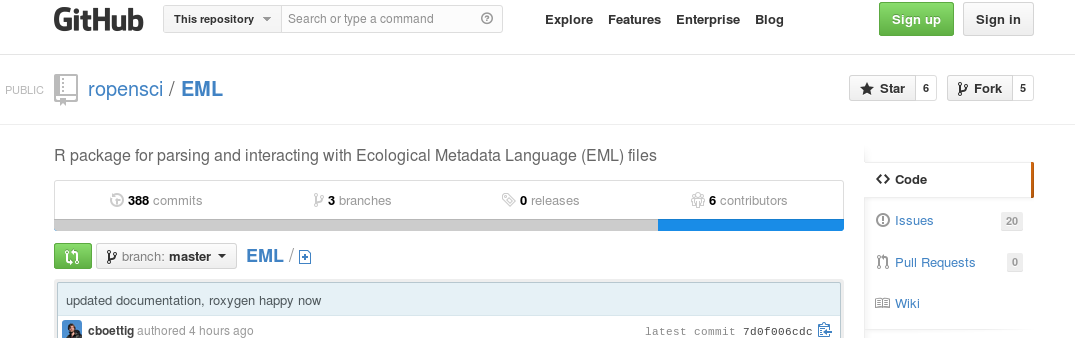 GitHub This repository Search or type a command Explore Features Enterprise Blog Sign up Sign in
PUBLIC ropensci / EML Star 6 Fork 5
R package for parsing and interacting with Ecological Metadata Language (EML) files
388 commits 3 branches 0 releases 6 contributors
branch: master EML /
updated documentation, roxygen happy now
cboettig authored 4 hours ago latest commit 7d0f006cdc
Code
Issues 20
Pull Requests 0
Wiki